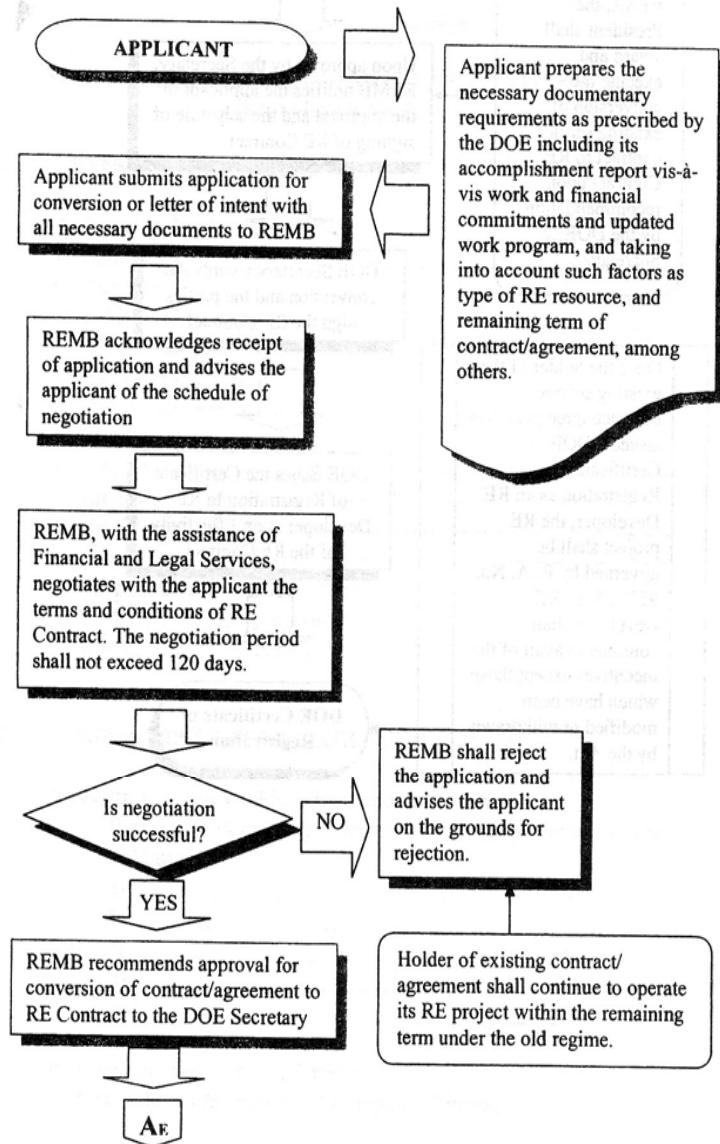 APPLICANT
Applicant prepares the
necessary documentary
requirements as prescribed by
the DOE including its
accomplishment report vis-à-
vis work and financial
commitments and updated
work program, and taking
into account such factors as
type of RE resource, and
remaining term of
contract/agreement, among
others.
Applicant submits application for
conversion or letter of intent with
all necessary documents to REMB
REMB acknowledges receipt
of application and advises the
applicant of the schedule of
negotiation
REMB, with the assistance of
Financial and Legal Services,
negotiates with the applicant the
terms and conditions of RE
Contract. The negotiation period
shall not exceed 120 days.
Is negotiation
successful?
NO
REMB shall reject
the application and
advises the applicant
on the grounds for
rejection.
YES
REMB recommends approval for
conversion of contract/agreement to
RE Contract to the DOE Secretary
Holder of existing contract/
agreement shall continue to operate
its RE project within the remaining
term under the old regime.
AE